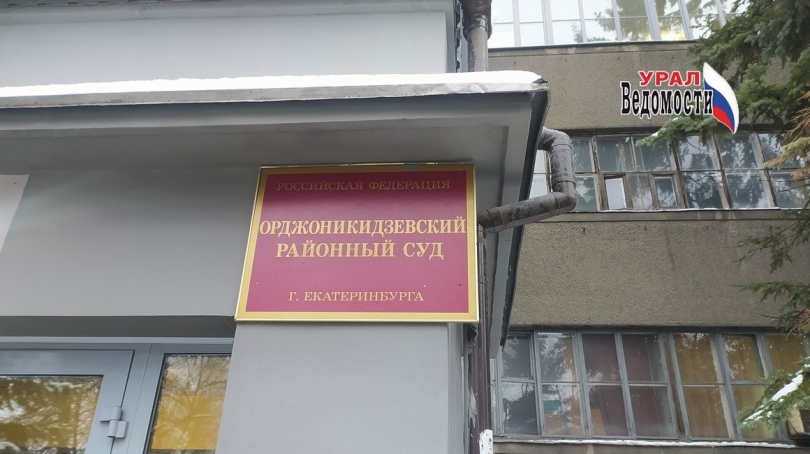 УРАЛ
Ведомости
РОССИЙСКАЯ ФЕДЕРАЦИЯ
ОРДЖОНИКИДЗЕВСКИЙ
РАЙОННЫЙ СУД
Г. ЕКАТЕРИНБУРГА